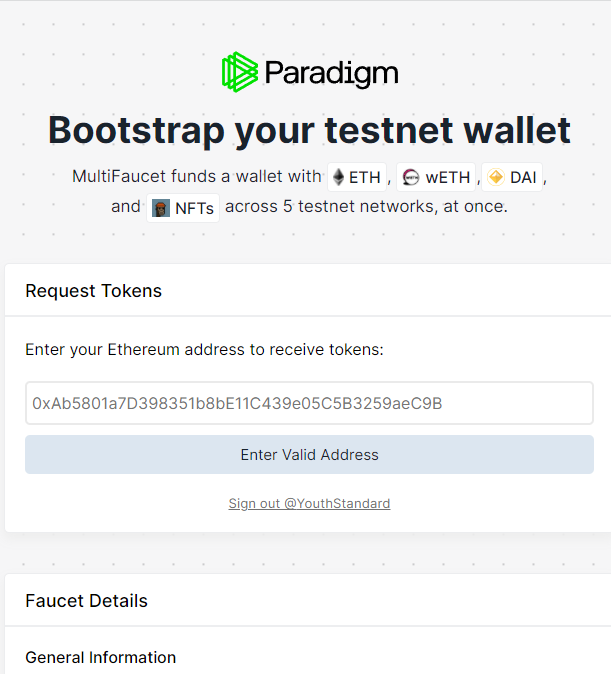 Paradigm
Bootstrap your testnet wallet
MultiFaucet funds a wallet with ETH, wETH, DAI,
and NFTs across 5 testnet networks, at once.
Request Tokens
Enter your Ethereum address to receive tokens:
0xAb5801a7D398351b8bE11C439e05C5B3259aeC9B
Enter Valid Address
Sign out @YouthStandard
Faucet Details
General Information